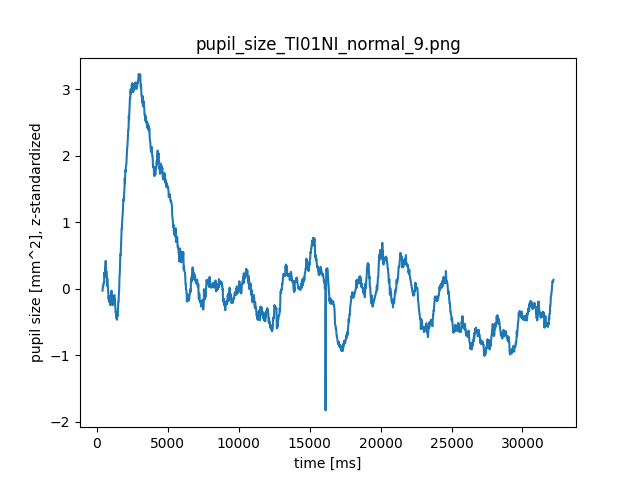 pupil_size_TI01NI_normal_9.png
pupil size [mm^2], z-standardized
3
2
1
0
−1
−2
0 5000 10000 15000 20000 25000 30000
time [ms]